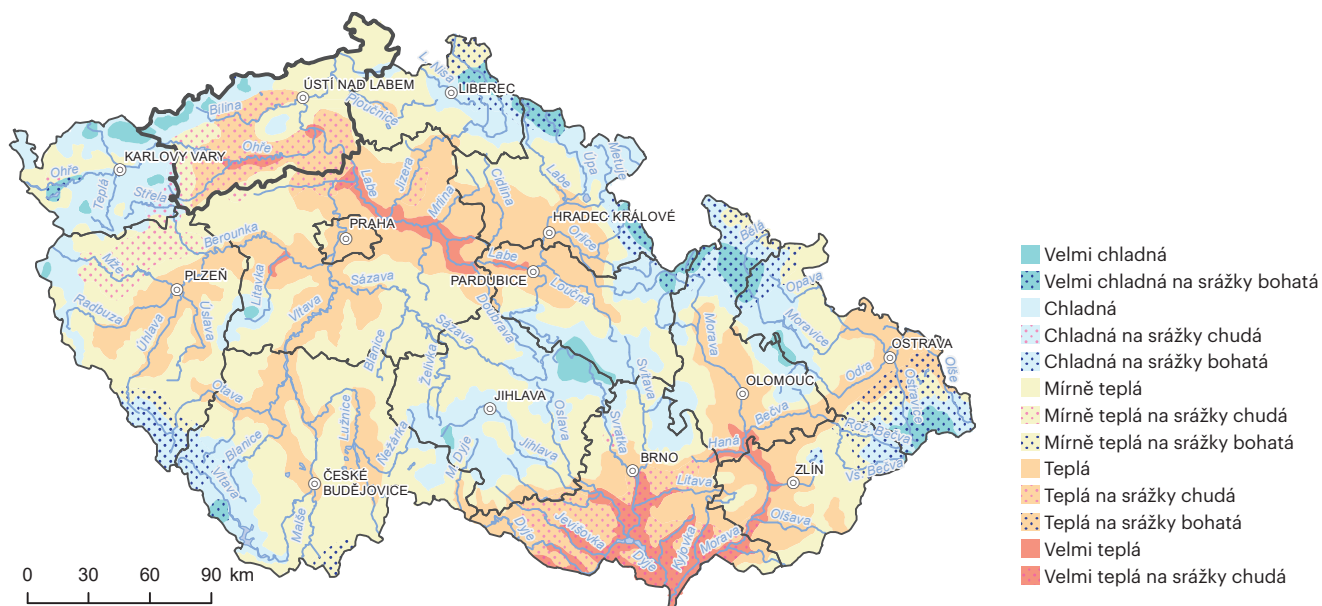 L. Nisa
ÚSTÍ NAD LABEM
LIBEREC
Bílina
Ploučnice
KARLOVY VARY
Ohře
Ohře
Teplá
Střela
Labe
Jizera
Mrlina
Cidlina
Labe
Úpa
Metuje
HRADEC KRÁLOVÉ
Orlice
PRAHA
Berounka
Mže
PLZEŇ
Radbuza
Úhlava
Úslava
Litavka
Vltava
Sázava
Labe
PARDUBICE
Loučná
Doubrava
Sázava
Želivka
Blanice
Bělá
Opava
Moravice
Morava
OSTRAVA
Odra
Olše
Ostravice
OLOMOUC
Bečva
Rož. Bečva
Vs. Bečva
Svitava
Svratka
Oslava
JIHLAVA
Jihlava
M. Dyje
Otava
Lužnice
Nežárka
Blanice
Vltava
ČESKÉ
BUDĚJOVICE
Malše
Haná
BRNO
Litava
ZLÍN
Olšava
Dyje
Jevišovka
Dyje
Kyjovka
Morava
0 30 60 90 km
Velmi chladná
Velmi chladná na srážky bohatá
Chladná
Chladná na srážky chudá
Chladná na srážky bohatá
Mírně teplá
Mírně teplá na srážky chudá
Mírně teplá na srážky bohatá
Teplá
Teplá na srážky chudá
Teplá na srážky bohatá
Velmi teplá
Velmi teplá na srážky chudá